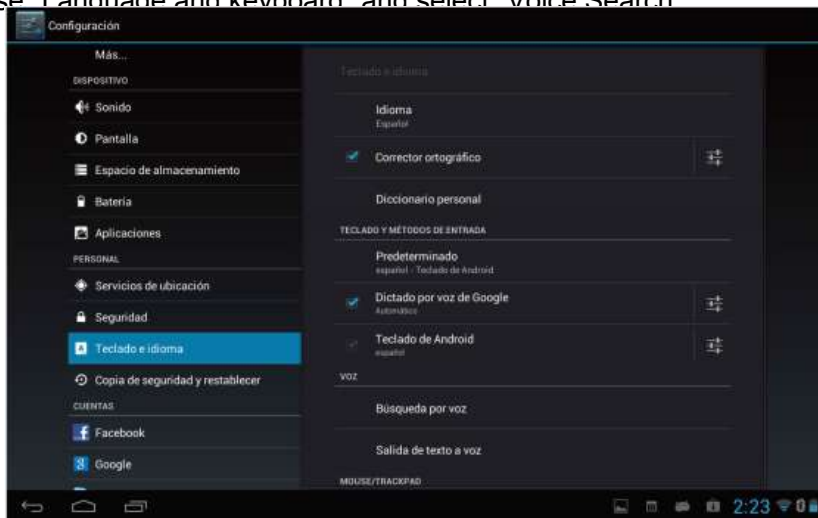 "Language and keyboard" and select "Voice Search"
Configuración
Más...
DISPOSITIVO
Sonido
Pantalla
Espacio de almacenamiento
Batería
Aplicaciones
PERSONAL
Servicios de ubicación
Seguridad
Teclado e idioma
Copia de seguridad y restablecer
CUENTAS
Facebook
Google
Teclado e idioma
Idioma
Español
Corrector ortográfico
Diccionario personal
TECLADO Y MÉTODOS DE ENTRADA
Predeterminado
español - Teclado de Android
Dictado por voz de Google
Automático
Teclado de Android
español
VOZ
Búsqueda por voz
Salida de texto a voz
MOUSE/TRACKPAD
2:23